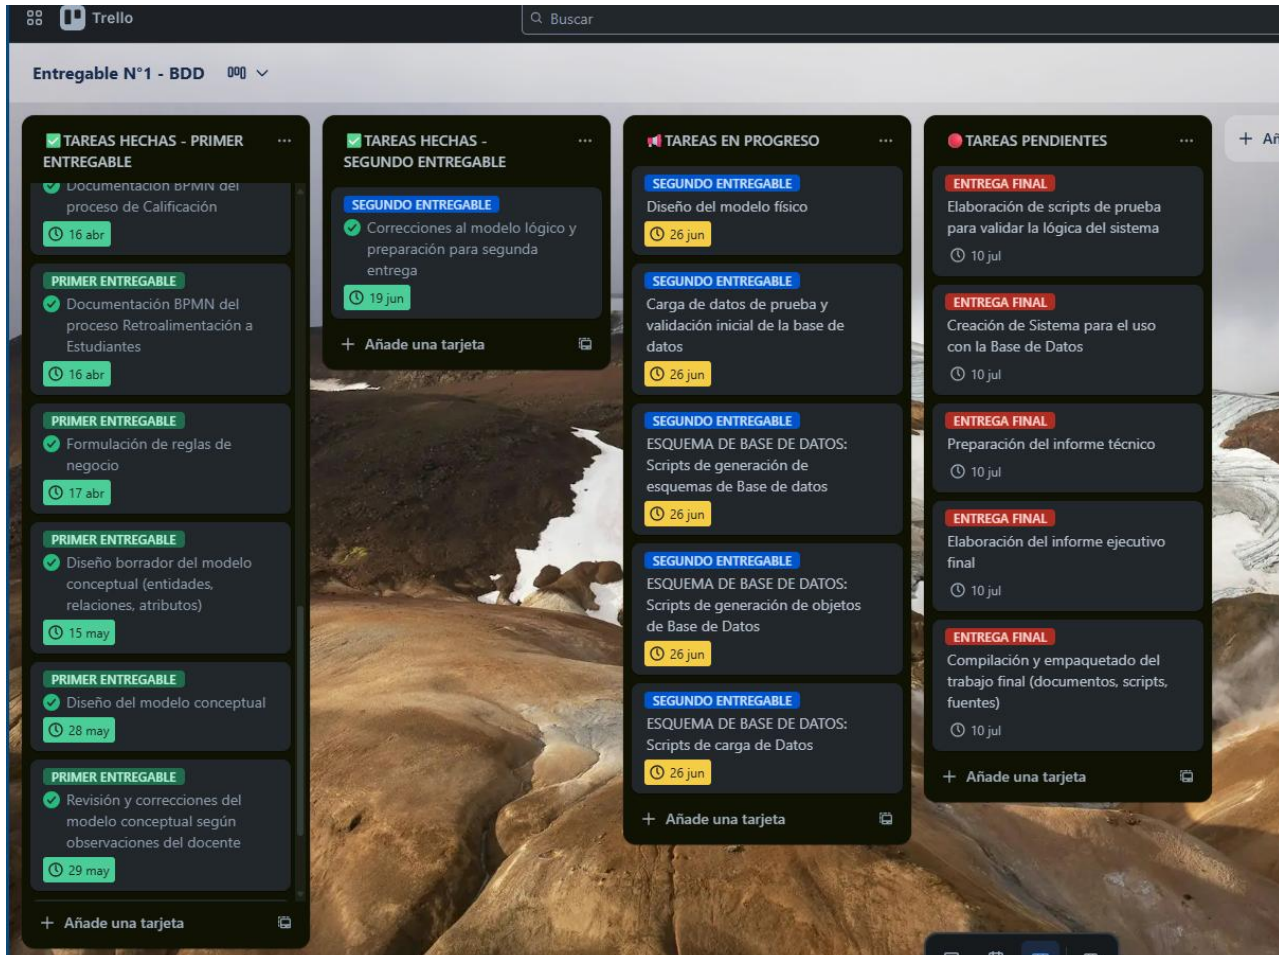 Trello
Buscar
Entregable N°1 - BDD
TAREAS HECHAS - PRIMER
ENTREGABLE
Documentación BPMN del
proceso de Calificación
16 abr
PRIMER ENTREGABLE
Documentación BPMN del
proceso Retroalimentación a
Estudiantes
16 abr
PRIMER ENTREGABLE
Formulación de reglas de
negocio
17 abr
PRIMER ENTREGABLE
Diseño borrador del modelo
conceptual (entidades,
relaciones, atributos)
15 may
PRIMER ENTREGABLE
Diseño del modelo conceptual
28 may
PRIMER ENTREGABLE
Revisión y correcciones del
modelo conceptual según
observaciones del docente
29 may
+ Añade una tarjeta
TAREAS HECHAS -
SEGUNDO ENTREGABLE
SEGUNDO ENTREGABLE
Correcciones al modelo lógico y
preparación para segunda
entrega
19 jun
+ Añade una tarjeta
TAREAS EN PROGRESO
SEGUNDO ENTREGABLE
Diseño del modelo físico
26 jun
SEGUNDO ENTREGABLE
Carga de datos de prueba y
validación inicial de la base de
datos
26 jun
SEGUNDO ENTREGABLE
ESQUEMA DE BASE DE DATOS:
Scripts de generación de
esquemas de Base de datos
26 jun
SEGUNDO ENTREGABLE
ESQUEMA DE BASE DE DATOS:
Scripts de generación de objetos
de Base de Datos
26 jun
SEGUNDO ENTREGABLE
ESQUEMA DE BASE DE DATOS:
Scripts de carga de Datos
26 jun
+ Añade una tarjeta
TAREAS PENDIENTES
ENTREGA FINAL
Elaboración de scripts de prueba
para validar la lógica del sistema
10 jul
ENTREGA FINAL
Creación de Sistema para el uso
con la Base de Datos
10 jul
ENTREGA FINAL
Preparación del informe técnico
10 jul
ENTREGA FINAL
Elaboración del informe ejecutivo
final
10 jul
ENTREGA FINAL
Compilación y empaquetado del
trabajo final (documentos, scripts,
fuentes)
10 jul
+ Añade una tarjeta